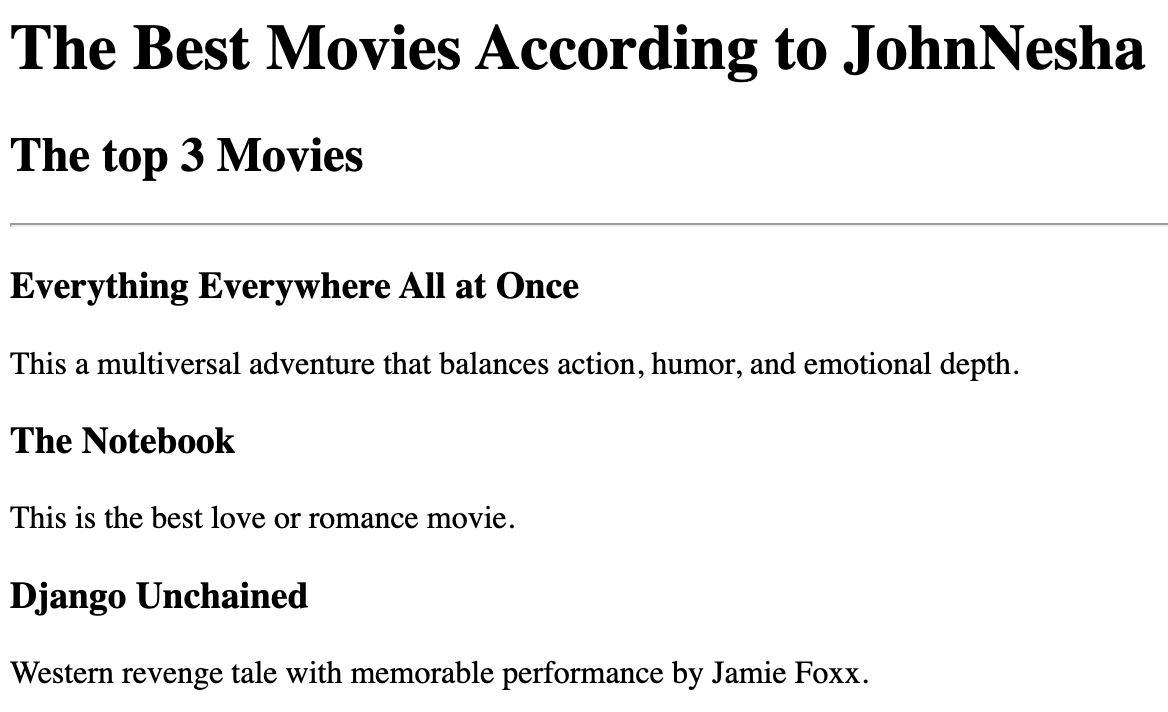 The Best Movies According to JohnNesha
The top 3 Movies
Everything Everywhere All at Once
This a multiversal adventure that balances action, humor, and emotional depth.
The Notebook
This is the best love or romance movie.
Django Unchained
Western revenge tale with memorable performance by Jamie Foxx.